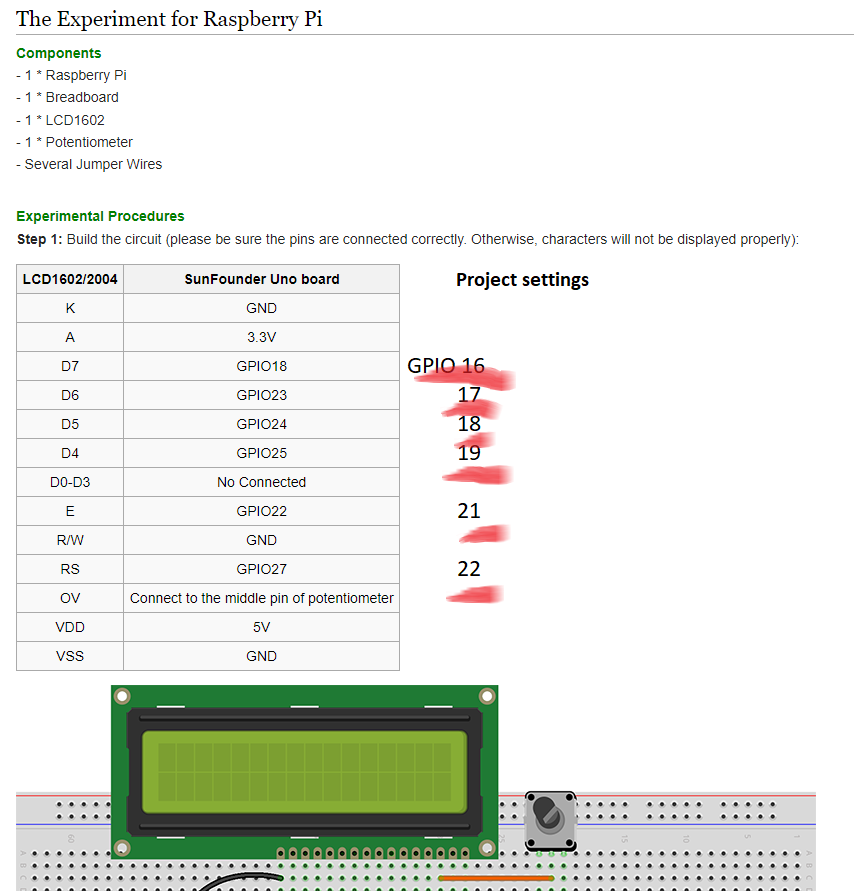 The Experiment for Raspberry Pi
Components
- 1 * Raspberry Pi
- 1 * Breadboard
- 1 * LCD1602
- 1 * Potentiometer
- Several Jumper Wires
Experimental Procedures
Step 1: Build the circuit (please be sure the pins are connected correctly. Otherwise, characters will not be displayed properly):
LCD1602/2004 SunFounder Uno board Project settings
K GND
A 3.3V
D7 GPIO18 GPIO 16
D6 GPIO23 17
D5 GPIO24 18
D4 GPIO25 19
D0-D3 No Connected
E GPIO22 21
R/W GND
RS GPIO27 22
OV Connect to the middle pin of potentiometer
VDD 5V
VSS GND